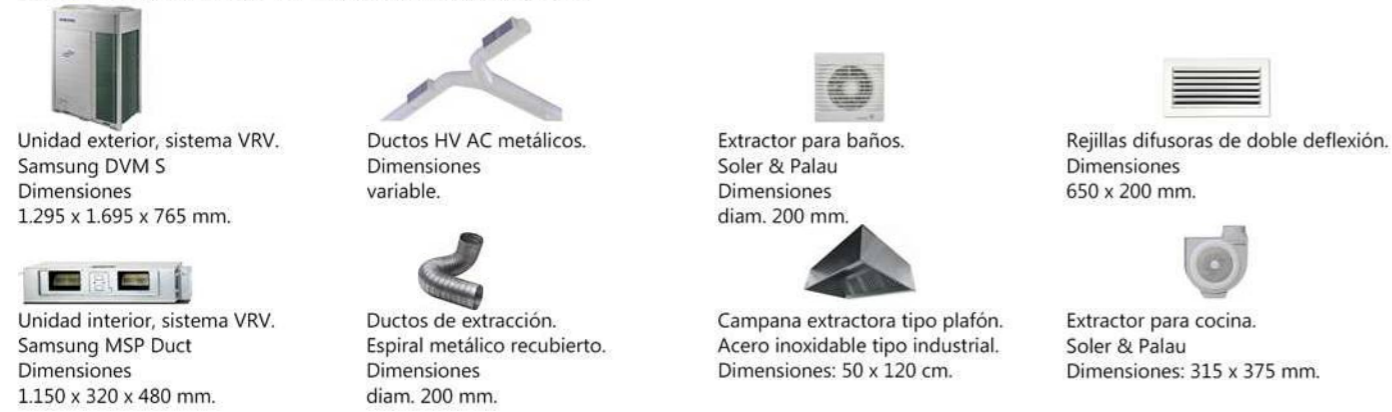 Unidad exterior, sistema VRV.
Samsung DVM S
Dimensiones
1.295 x 1.695 x 765 mm.
Ductos HV AC metálicos.
Dimensiones
variable.
Extractor para baños.
Soler & Palau
Dimensiones
diam. 200 mm.
Rejillas difusoras de doble deflexión.
Dimensiones
650 x 200 mm.
Unidad interior, sistema VRV.
Samsung MSP Duct
Dimensiones
1.150 x 320 x 480 mm.
Ductos de extracción.
Espiral metálico recubierto.
Dimensiones
diam. 200 mm.
Campana extractora tipo plafón.
Acero inoxidable tipo industrial.
Dimensiones: 50 x 120 cm.
Extractor para cocina.
Soler & Palau
Dimensiones: 315 x 375 mm.